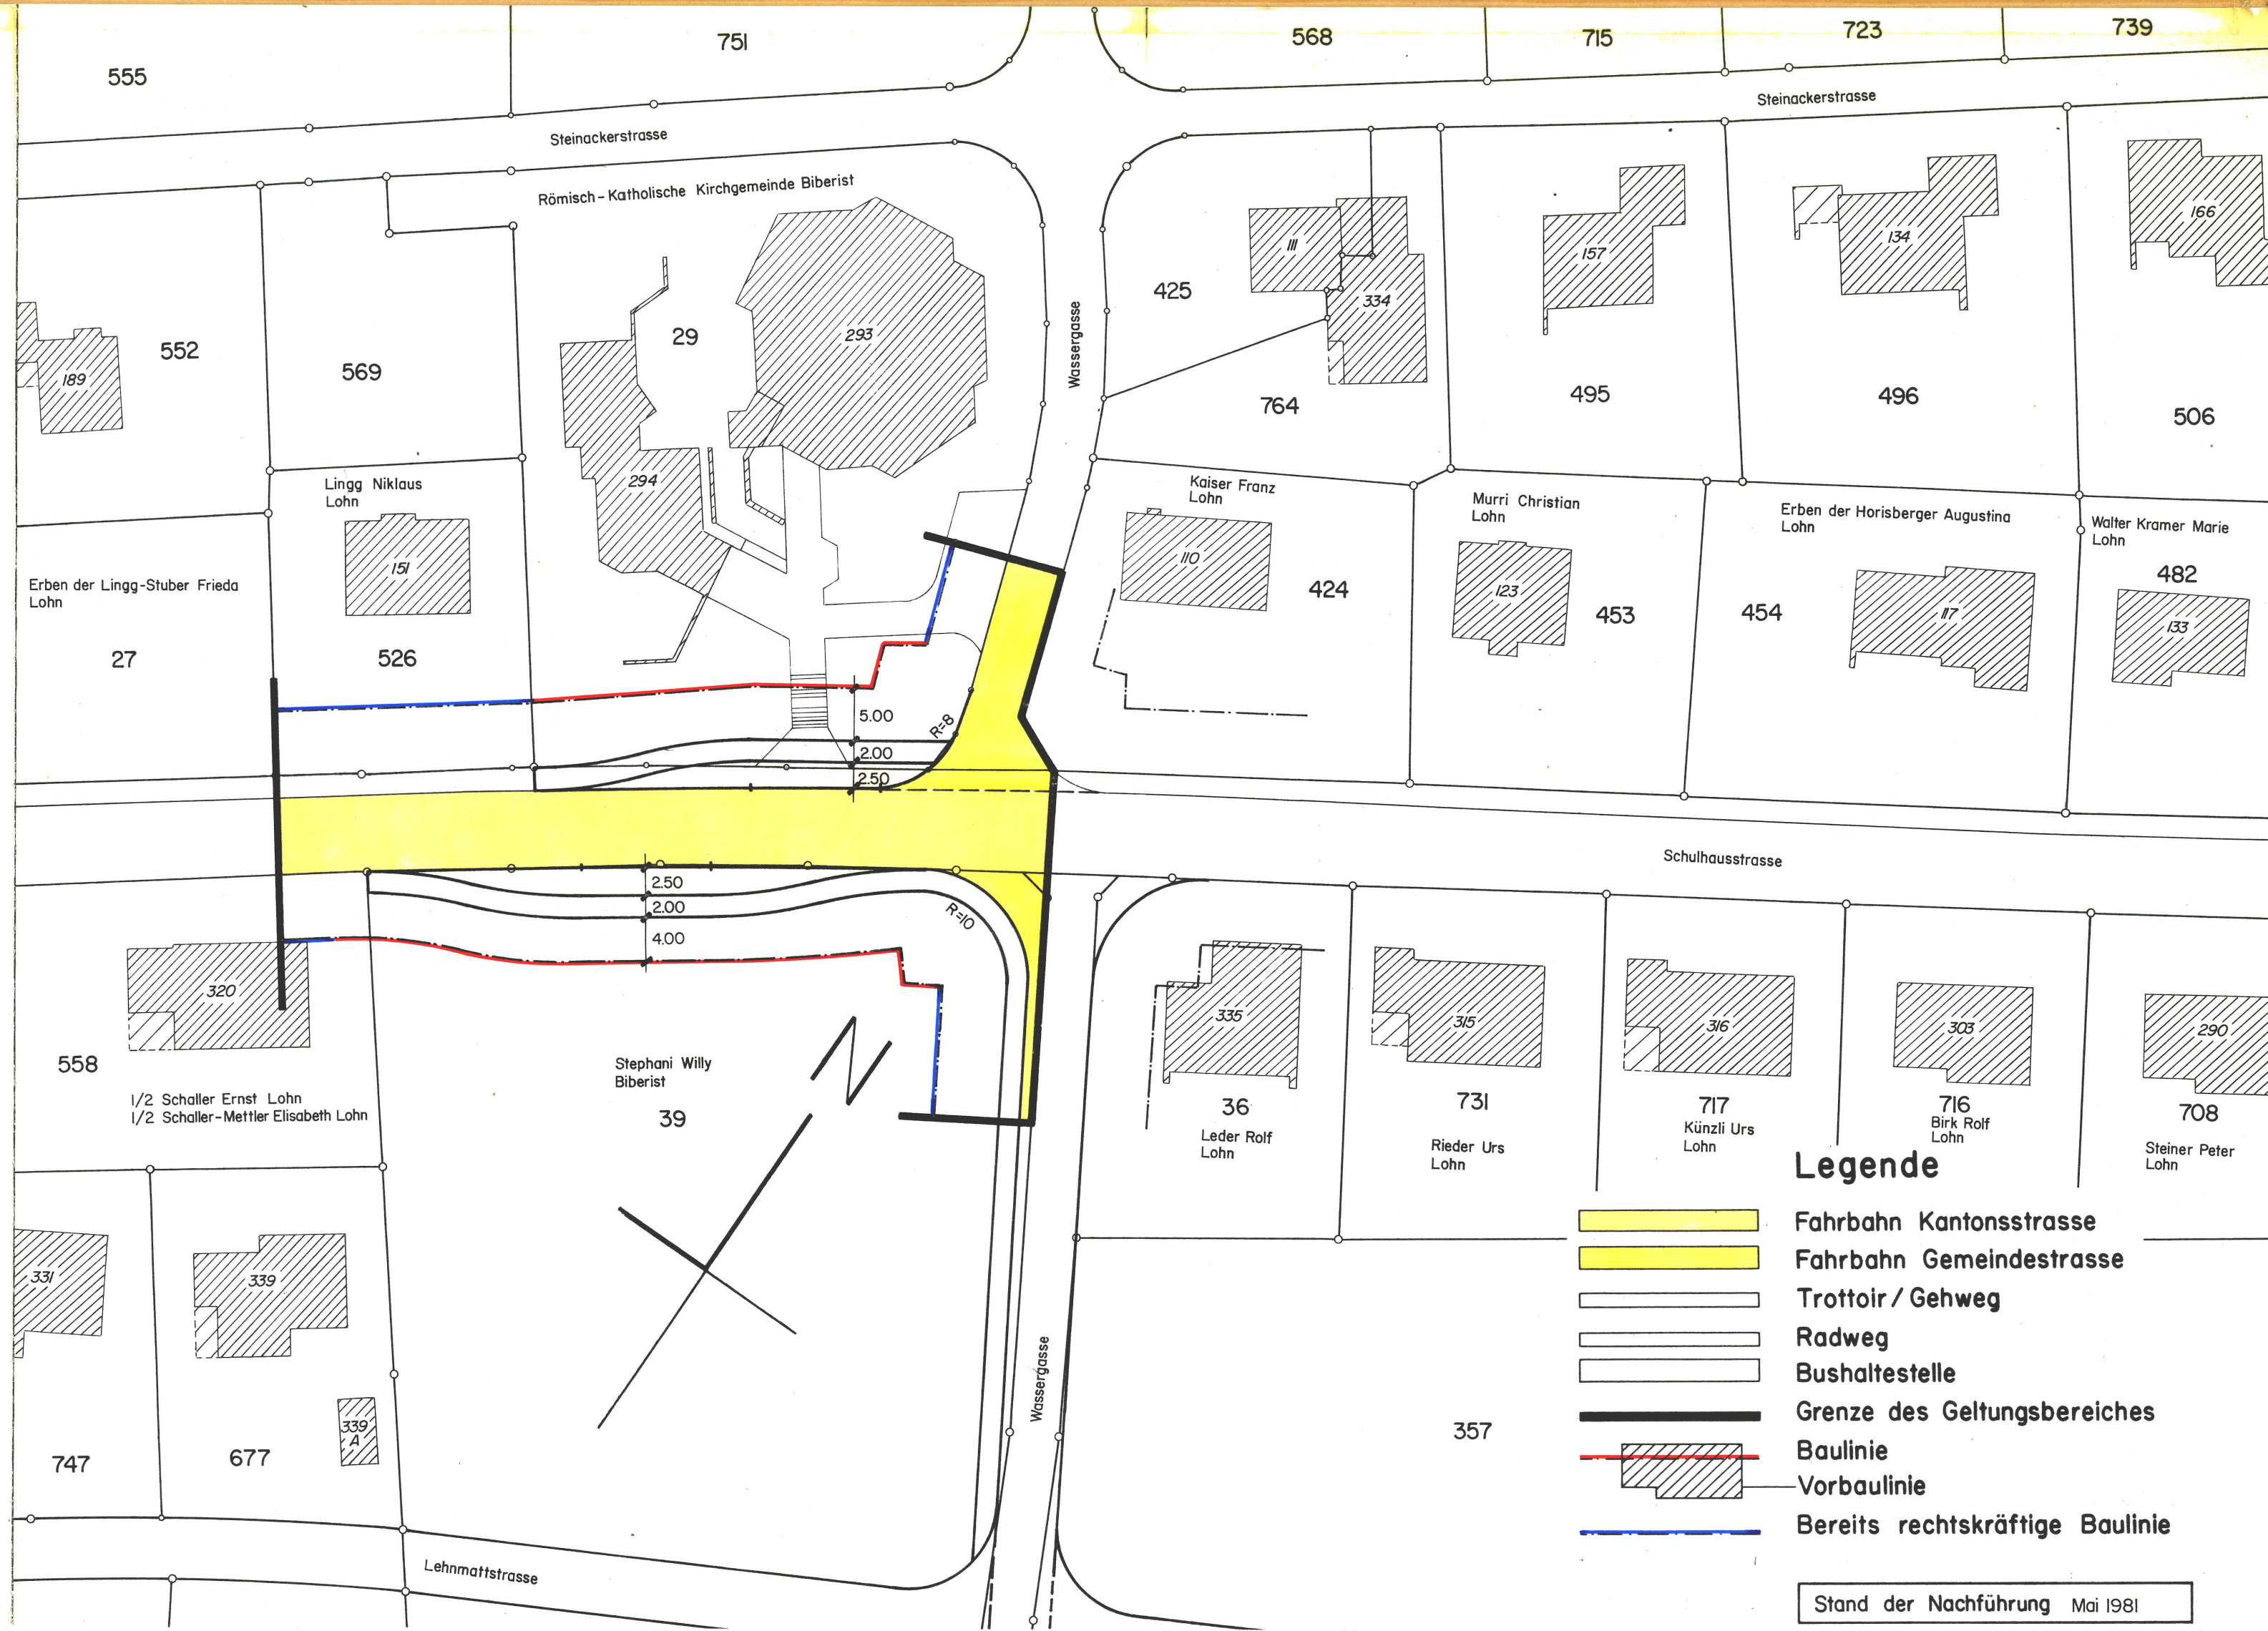 555
751
568
715
723
739
Steinackerstrasse
Steinackerstrasse
Römisch-Katholische Kirchgemeinde Biberist
189
552
569
29
293
Wassergasse
425
111
334
764
157
495
134
496
166
506
294
Lingg Niklaus
Lohn
151
526
Erben der Lingg-Stuber Frieda
Lohn
27
Kaiser Franz
Lohn
110
424
Murri Christian
Lohn
123
453
Erben der Horisberger Augustina
Lohn
454
117
Walter Kramer Marie
Lohn
482
133
5.00
2.00
2.50
R=8
Schulhausstrasse
2.50
2.00
4.00
R=10
320
558
1/2 Schaller Ernst Lohn
1/2 Schaller-Mettler Elisabeth Lohn
Stephani Willy
Biberist
39
N
335
36
Leder Rolf
Lohn
315
731
Rieder Urs
Lohn
316
717
Künzli Urs
Lohn
303
716
Birk Rolf
Lohn
290
708
Steiner Peter
Lohn
331
339
339
A
747
677
Wassergasse
357
Lehnmattstrasse
Legende
Fahrbahn Kantonsstrasse
Fahrbahn Gemeindestrasse
Trottoir/Gehweg
Radweg
Bushaltestelle
Grenze des Geltungsbereiches
Baulinie
Vorbaulinie
Bereits rechtskräftige Baulinie
Stand der Nachführung Mai 1981